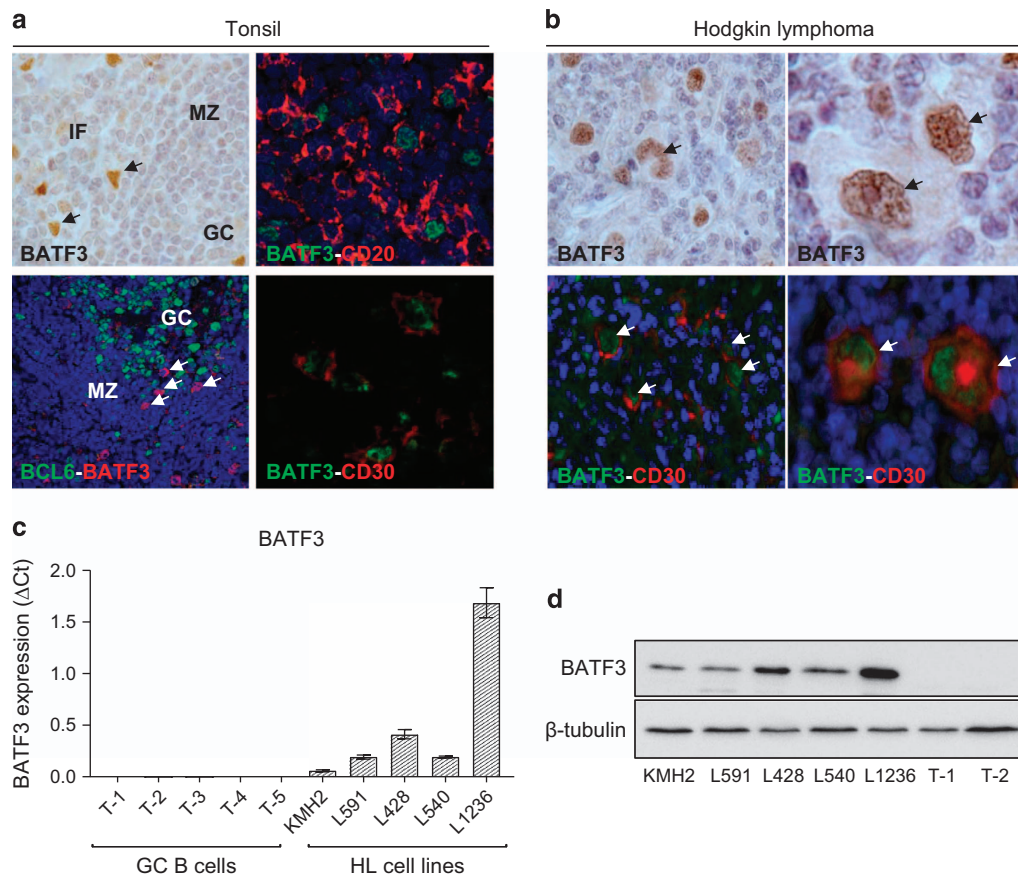 a
Tonsil
IF
MZ
GC
BATF3
BATF3-CD20
GC
MZ
BCL6-BATF3
BATF3-CD30
b
Hodgkin lymphoma
BATF3
BATF3
BATF3-CD30
BATF3-CD30
c
BATF3
BATF3 expression (ΔCt)
2.0
1.5
1.0
0.5
0.0
T-1 T-2 T-3 T-4 T-5 KMH2 L591 L428 L540 L1236
GC B cells HL cell lines
d
BATF3
β-tubulin
KMH2 L591 L428 L540 L1236 T-1 T-2